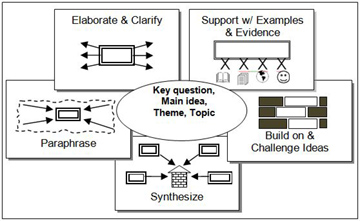 Elaborate & Clarify
Support w/ Examples
& Evidence
Key question,
Main idea,
Theme, Topic
Paraphrase
Build on &
Challenge Ideas
Synthesize